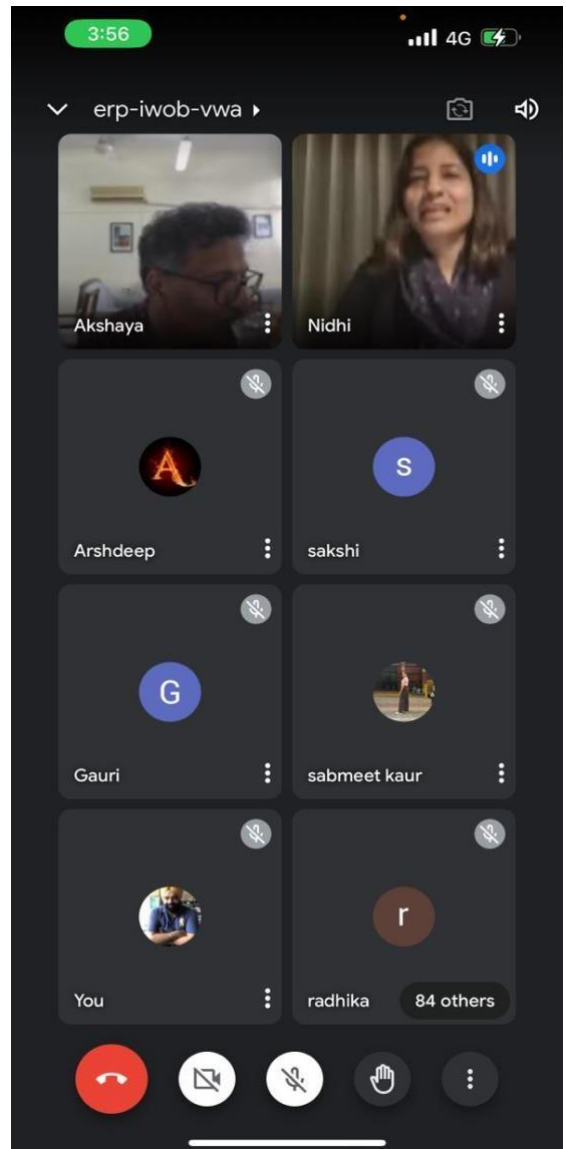 3:56 4G
erp-iwob-vwa
Akshaya Nidhi
A S
Arshdeep sakshi
G
Gauri sabmeet kaur
r
You radhika 84 others